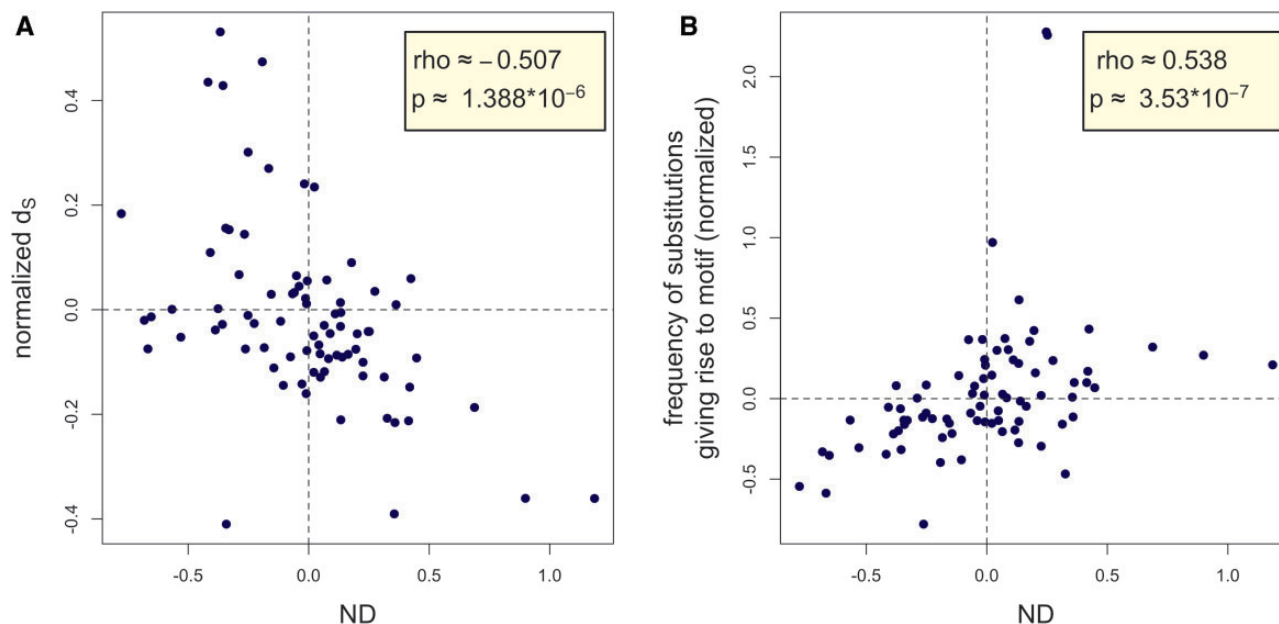 A
rho ≈ – 0.507
p ≈ 1.388*10⁻⁶
normalized dS
0.4
0.2
0.0
-0.2
-0.4
-0.5
0.0
0.5
1.0
ND
B
rho ≈ 0.538
p ≈ 3.53*10⁻⁷
frequency of substitutions
giving rise to motif (normalized)
2.0
1.5
1.0
0.5
0.0
-0.5
-0.5
0.0
0.5
1.0
ND